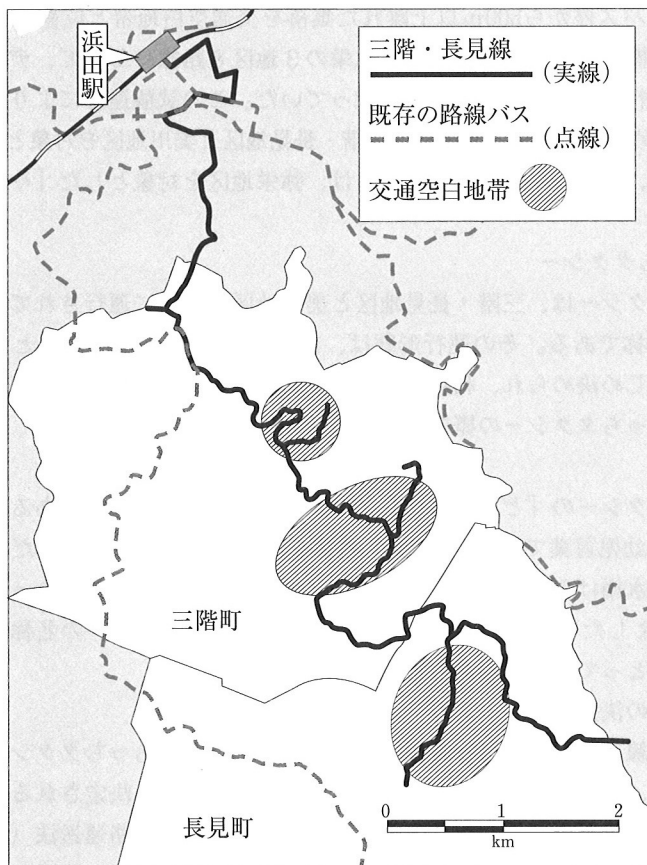 浜田駅
三階・長見線
(実線)
既存の路線バス
(点線)
交通空白地帯
三階町
長見町
0 1 2
km